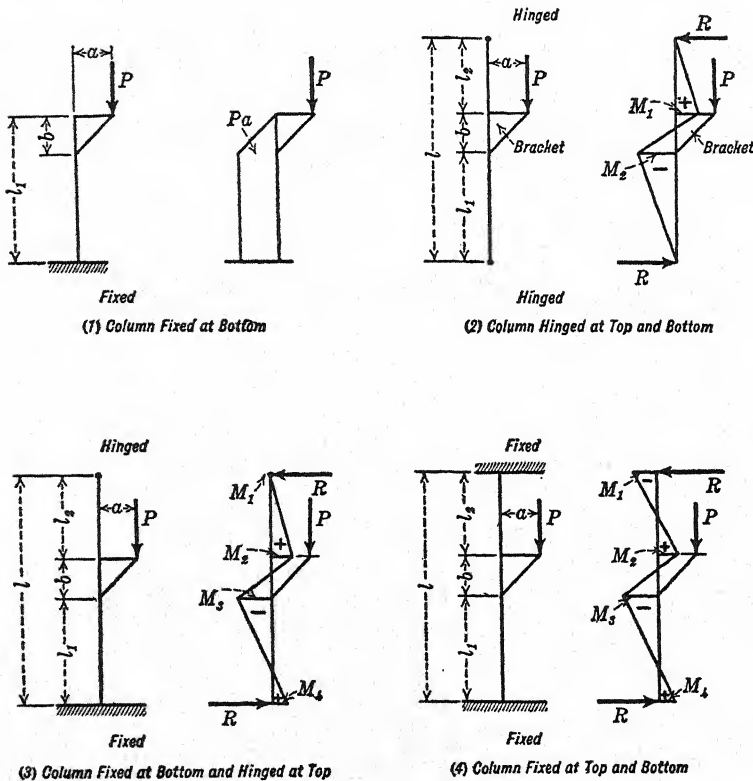 a
P
b
l₁
Pa
P
Fixed
(1) Column Fixed at Bottom
Hinged
l₂
a
P
b
Bracket
l
l₁
R
M₁
+
P
Bracket
M₂
−
R
Hinged
(2) Column Hinged at Top and Bottom
Hinged
l₂
a
P
b
l
l₁
M₁
R
P
M₂
+
M₃
−
R
+
M₄
Fixed
(3) Column Fixed at Bottom and Hinged at Top
Fixed
l₂
a
P
b
l
l₁
M₁
−
R
P
M₂
+
M₃
−
R
+
M₄
Fixed
(4) Column Fixed at Top and Bottom